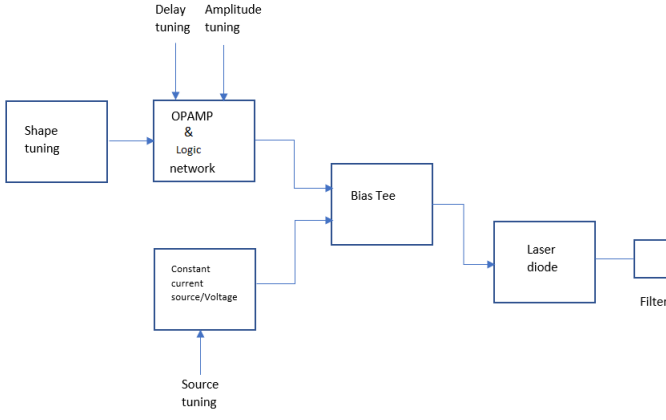 Delay
tuning
Amplitude
tuning
Shape
tuning
OPAMP
&
Logic
network
Bias Tee
Constant
current
source/Voltage
Laser
diode
Filter
Source
tuning